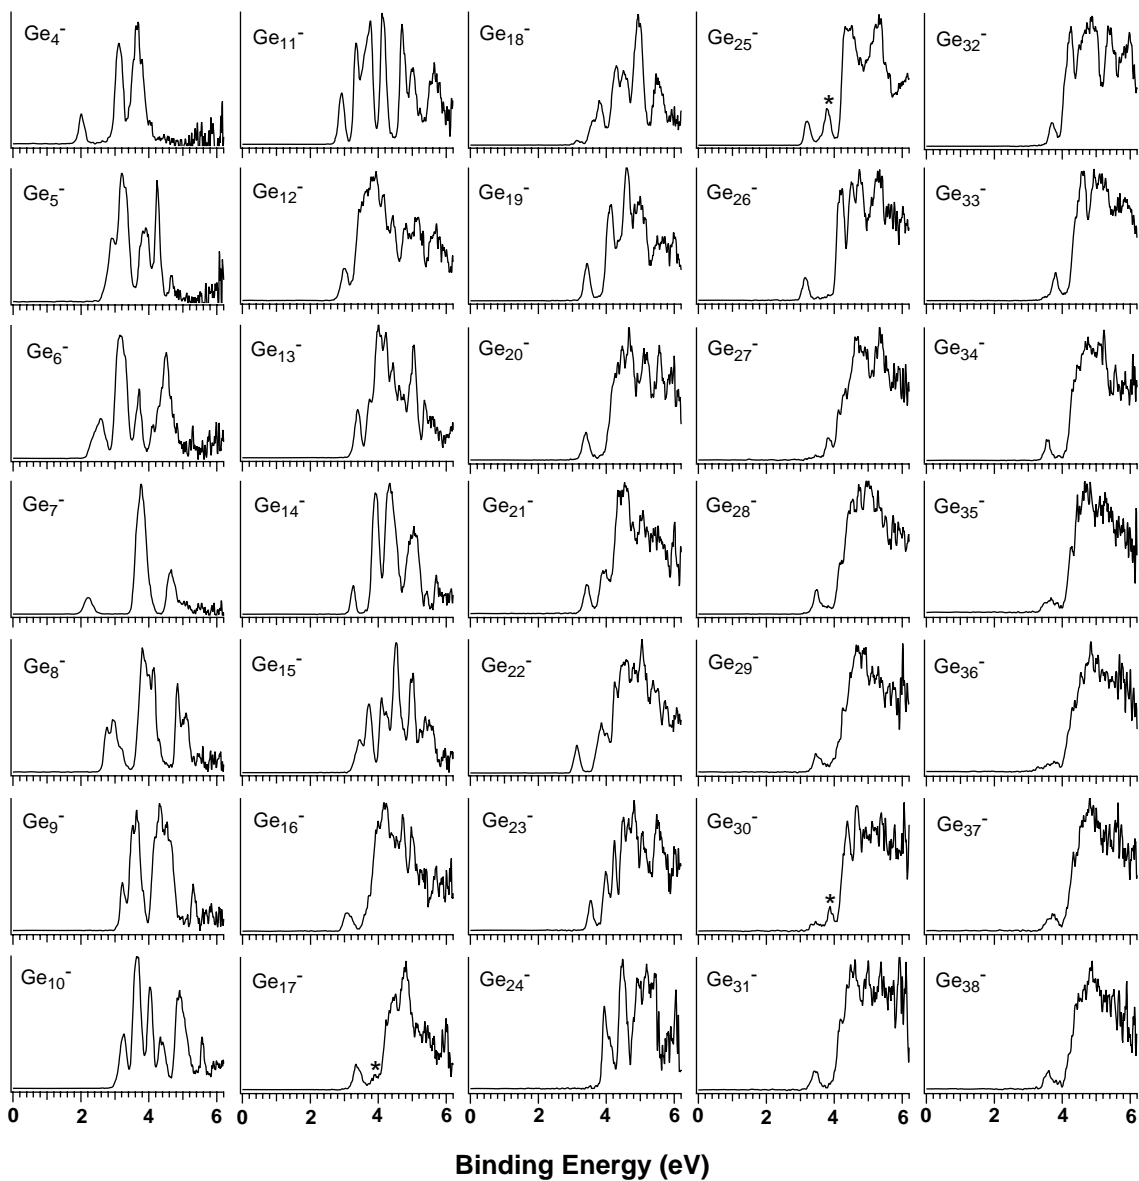 Ge4- Ge11- Ge18- Ge25- * Ge32-
Ge5- Ge12- Ge19- Ge26- Ge33-
Ge6- Ge13- Ge20- Ge27- Ge34-
Ge7- Ge14- Ge21- Ge28- Ge35-
Ge8- Ge15- Ge22- Ge29- Ge36-
Ge9- Ge16- Ge23- Ge30- * Ge37-
Ge10- Ge17- * Ge24- Ge31- Ge38-
0 2 4 6 0 2 4 6 0 2 4 6 0 2 4 6 0 2 4 6
Binding Energy (eV)